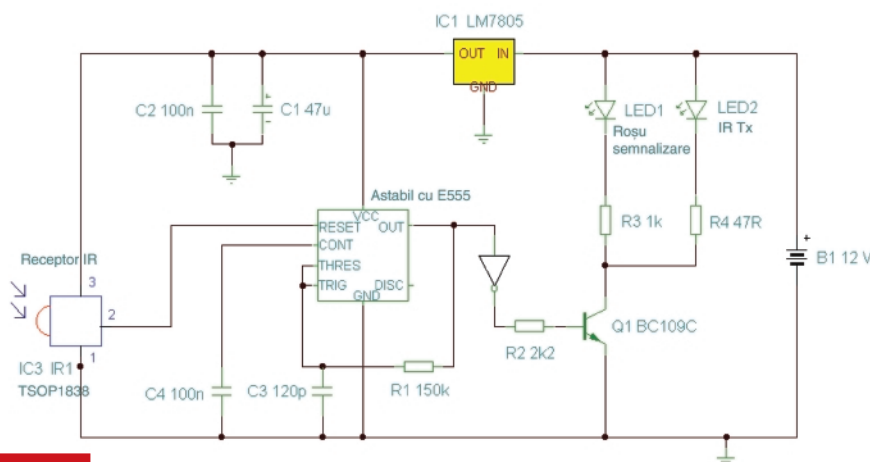 IC1 LM7805
OUT IN
GND
C2 100n
C1 47u
LED1
Roșu
semnalizare
LED2
IR Tx
Astabil cu E555
VCC
RESET OUT
CONT
THRES
TRIG DISC
GND
R3 1k
R4 47R
B1 12 V
Receptor IR
3
2
1
IC3 IR1
TSOP1838
Q1 BC109C
R2 2k2
C4 100n
C3 120p
R1 150k